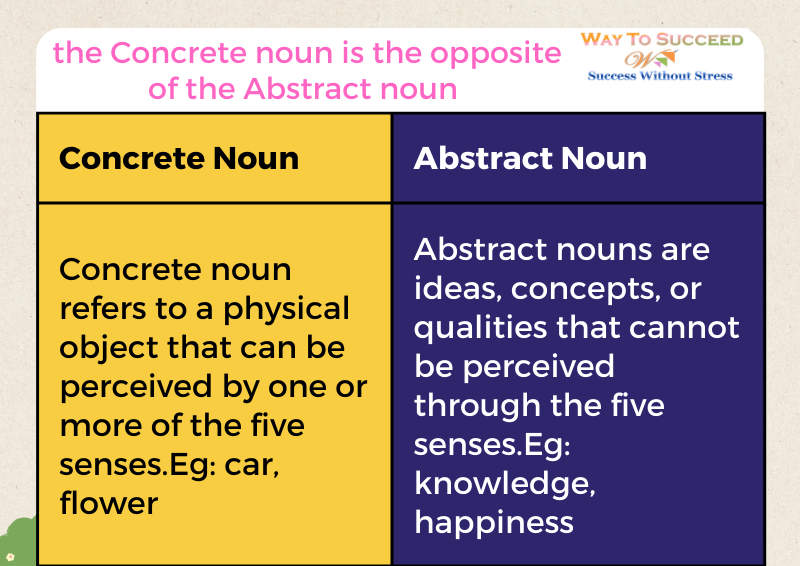 the Concrete noun is the opposite
of the Abstract noun
WAY TO SUCCEED
Success Without Stress
Concrete Noun
Abstract Noun
Concrete noun
refers to a physical
object that can be
perceived by one or
more of the five
senses.Eg: car,
flower
Abstract nouns are
ideas, concepts, or
qualities that cannot
be perceived
through the five
senses.Eg:
knowledge,
happiness